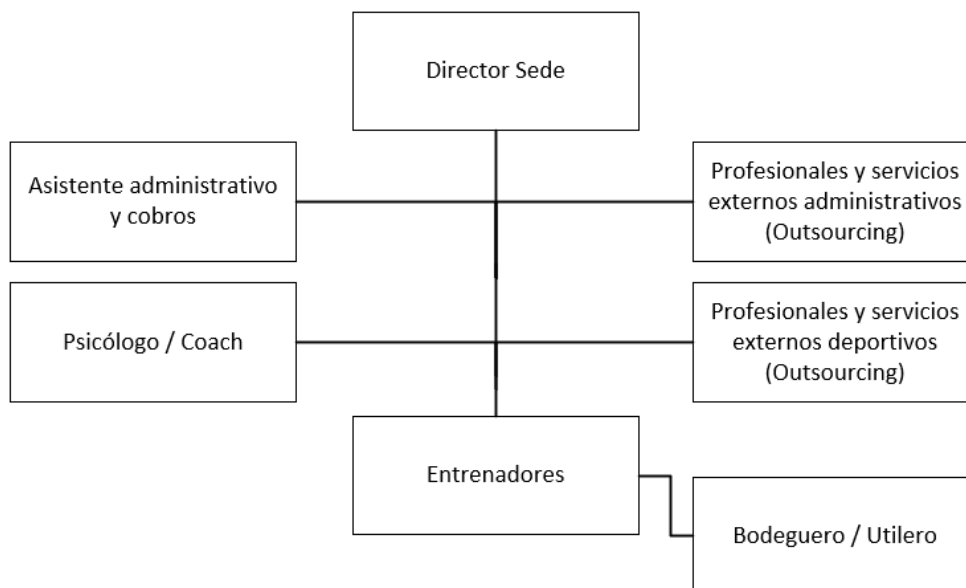 Director Sede
Asistente administrativo
y cobros
Profesionales y servicios
externos administrativos
(Outsourcing)
Psicólogo / Coach
Profesionales y servicios
externos deportivos
(Outsourcing)
Entrenadores
Bodeguero / Utilero